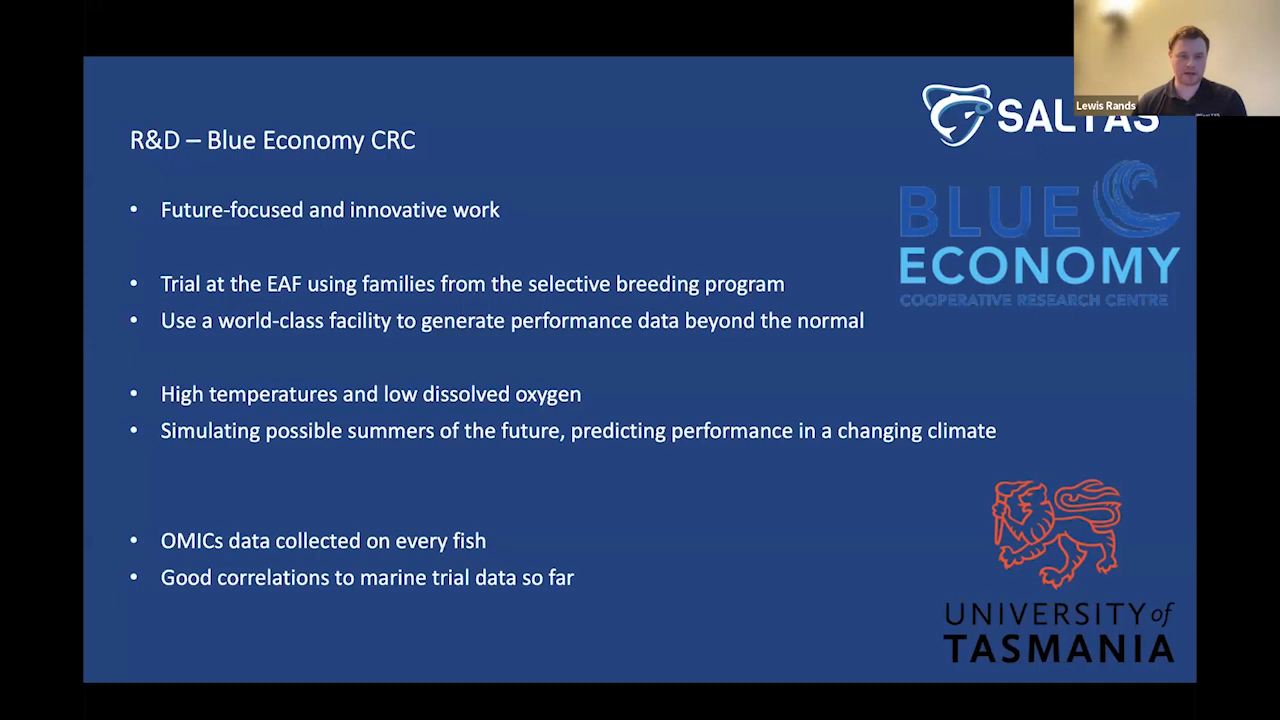 Lewis Rands
SALTAS
R&D – Blue Economy CRC
BLUE
ECONOMY
COOPERATIVE RESEARCH CENTRE
• Future-focused and innovative work
• Trial at the EAF using families from the selective breeding program
• Use a world-class facility to generate performance data beyond the normal
• High temperatures and low dissolved oxygen
• Simulating possible summers of the future, predicting performance in a changing climate
• OMICs data collected on every fish
• Good correlations to marine trial data so far
UNIVERSITY of
TASMANIA